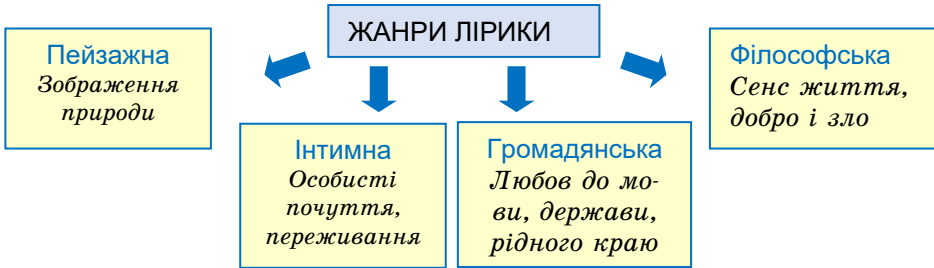 ЖАНРИ ЛІРИКИ
Пейзажна
Зображення
природи
Інтимна
Особисті
почуття,
переживання
Громадянська
Любов до мо-
ви, держави,
рідного краю
Філософська
Сенс життя,
добро і зло